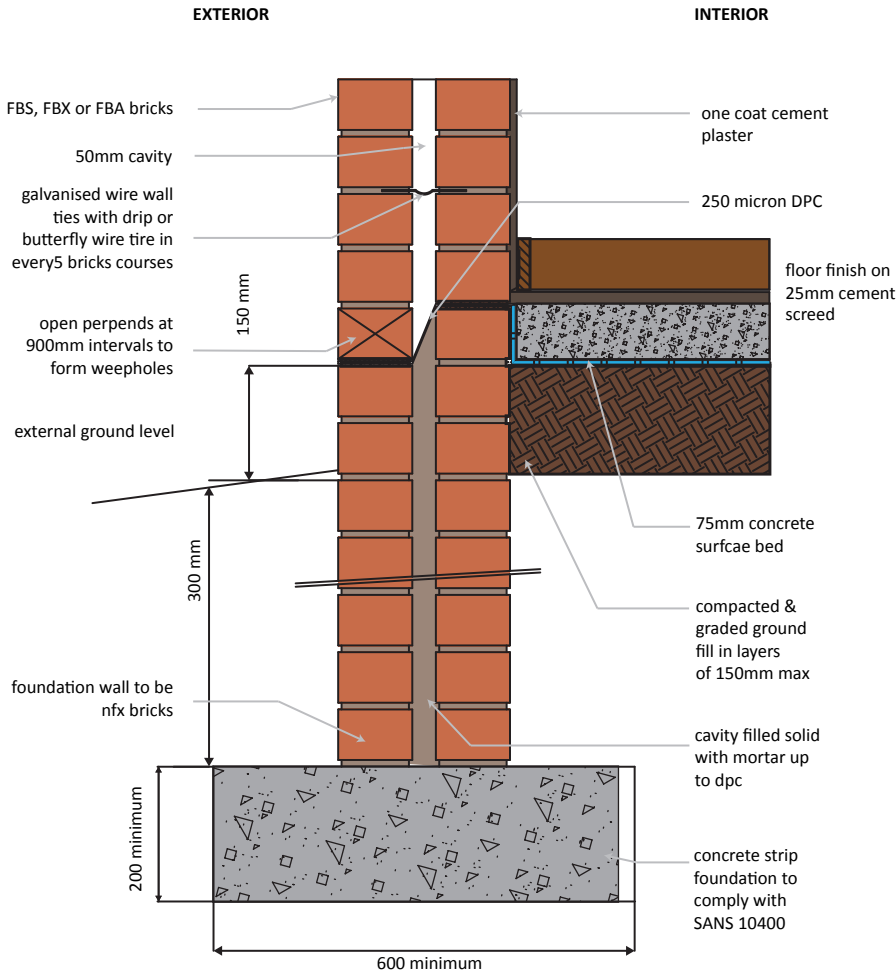 EXTERIOR
INTERIOR
FBS, FBX or FBA bricks
50mm cavity
galvanised wire wall
ties with drip or
butterfly wire tire in
every5 bricks courses
150 mm
open perpends at
900mm intervals to
form weepholes
external ground level
300 mm
foundation wall to be
nfx bricks
200 minimum
600 minimum
one coat cement
plaster
250 micron DPC
floor finish on
25mm cement
screed
75mm concrete
surfcae bed
compacted &
graded ground
fill in layers
of 150mm max
cavity filled solid
with mortar up
to dpc
concrete strip
foundation to
comply with
SANS 10400